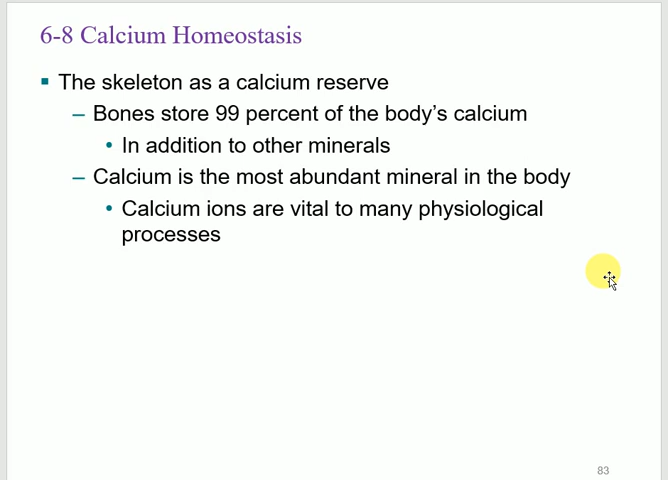 6-8 Calcium Homeostasis
▪ The skeleton as a calcium reserve
– Bones store 99 percent of the body’s calcium
• In addition to other minerals
– Calcium is the most abundant mineral in the body
• Calcium ions are vital to many physiological
processes
83